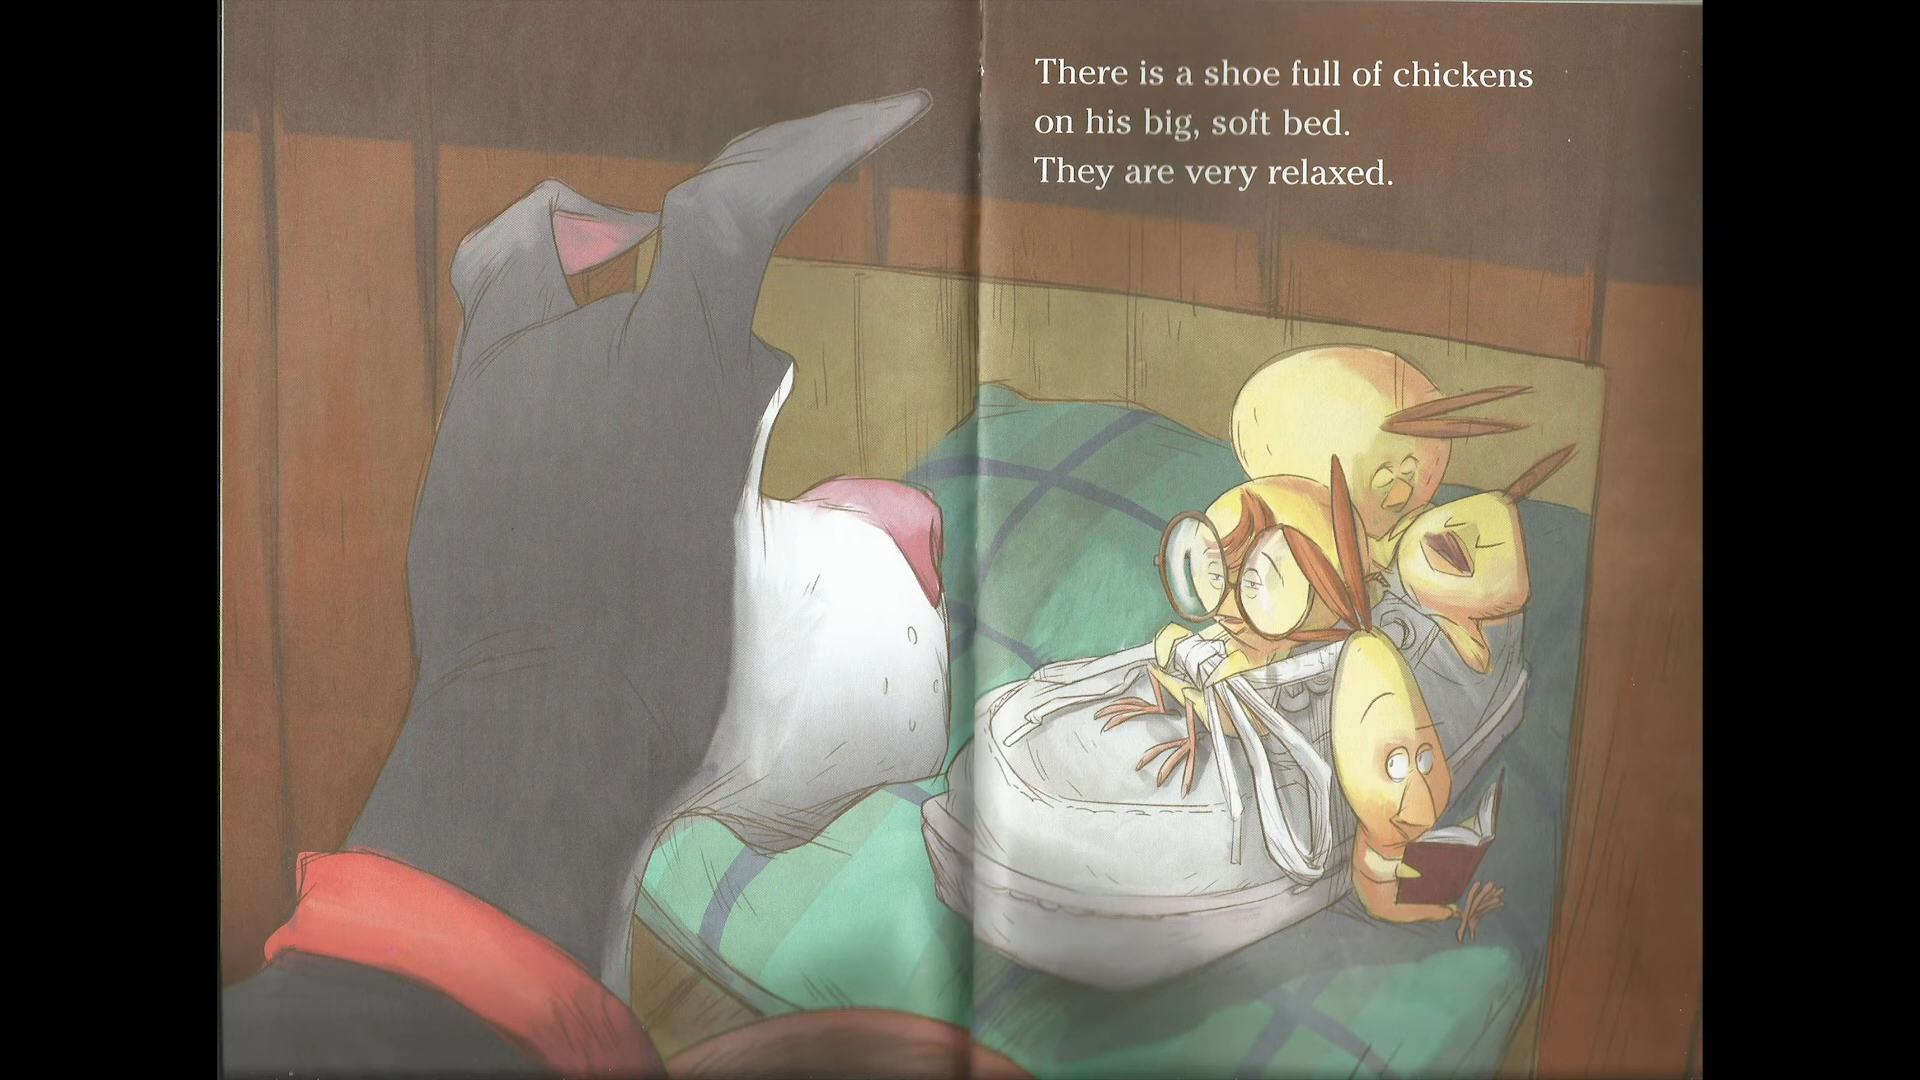 There is a shoe full of chickens
on his big, soft bed.
They are very relaxed.